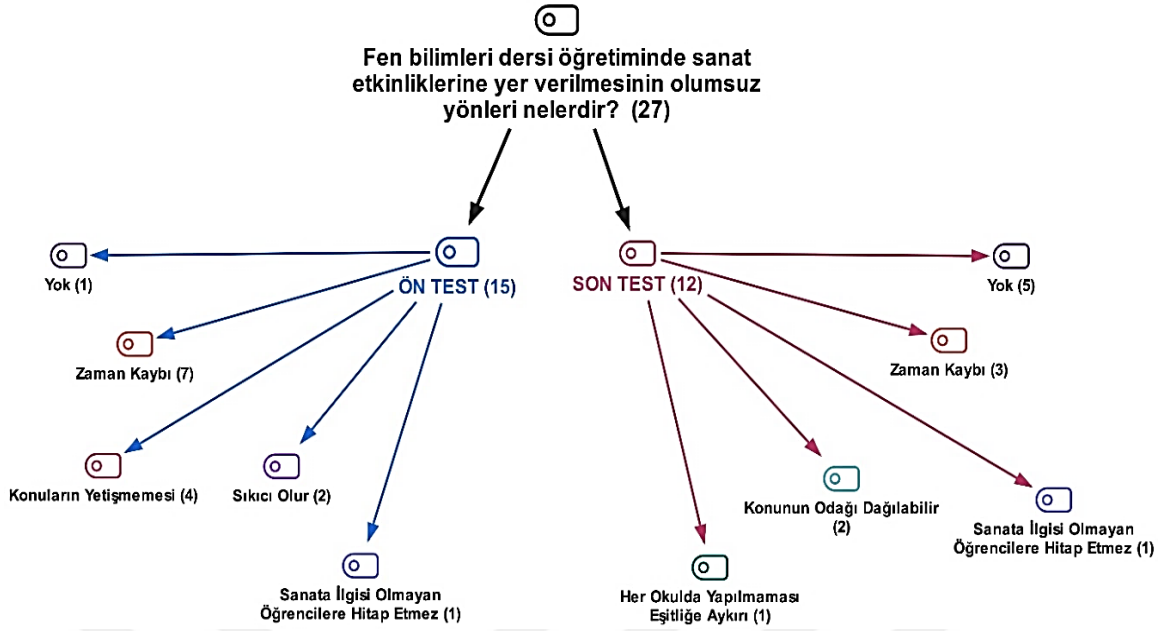 Fen bilimleri dersi öğretiminde sanat
etkinliklerine yer verilmesinin olumsuz
yönleri nelerdir? (27)
ÖN TEST (15)
SON TEST (12)
Yok (1)
Yok (5)
Zaman Kaybı (7)
Zaman Kaybı (3)
Konuların Yetişmemesi (4)
Sıkıcı Olur (2)
Konunun Odağı Dağılabilir
(2)
Sanata İlgisi Olmayan
Öğrencilere Hitap Etmez (1)
Sanata İlgisi Olmayan
Öğrencilere Hitap Etmez (1)
Her Okulda Yapılmaması
Eşitliğe Aykırı (1)